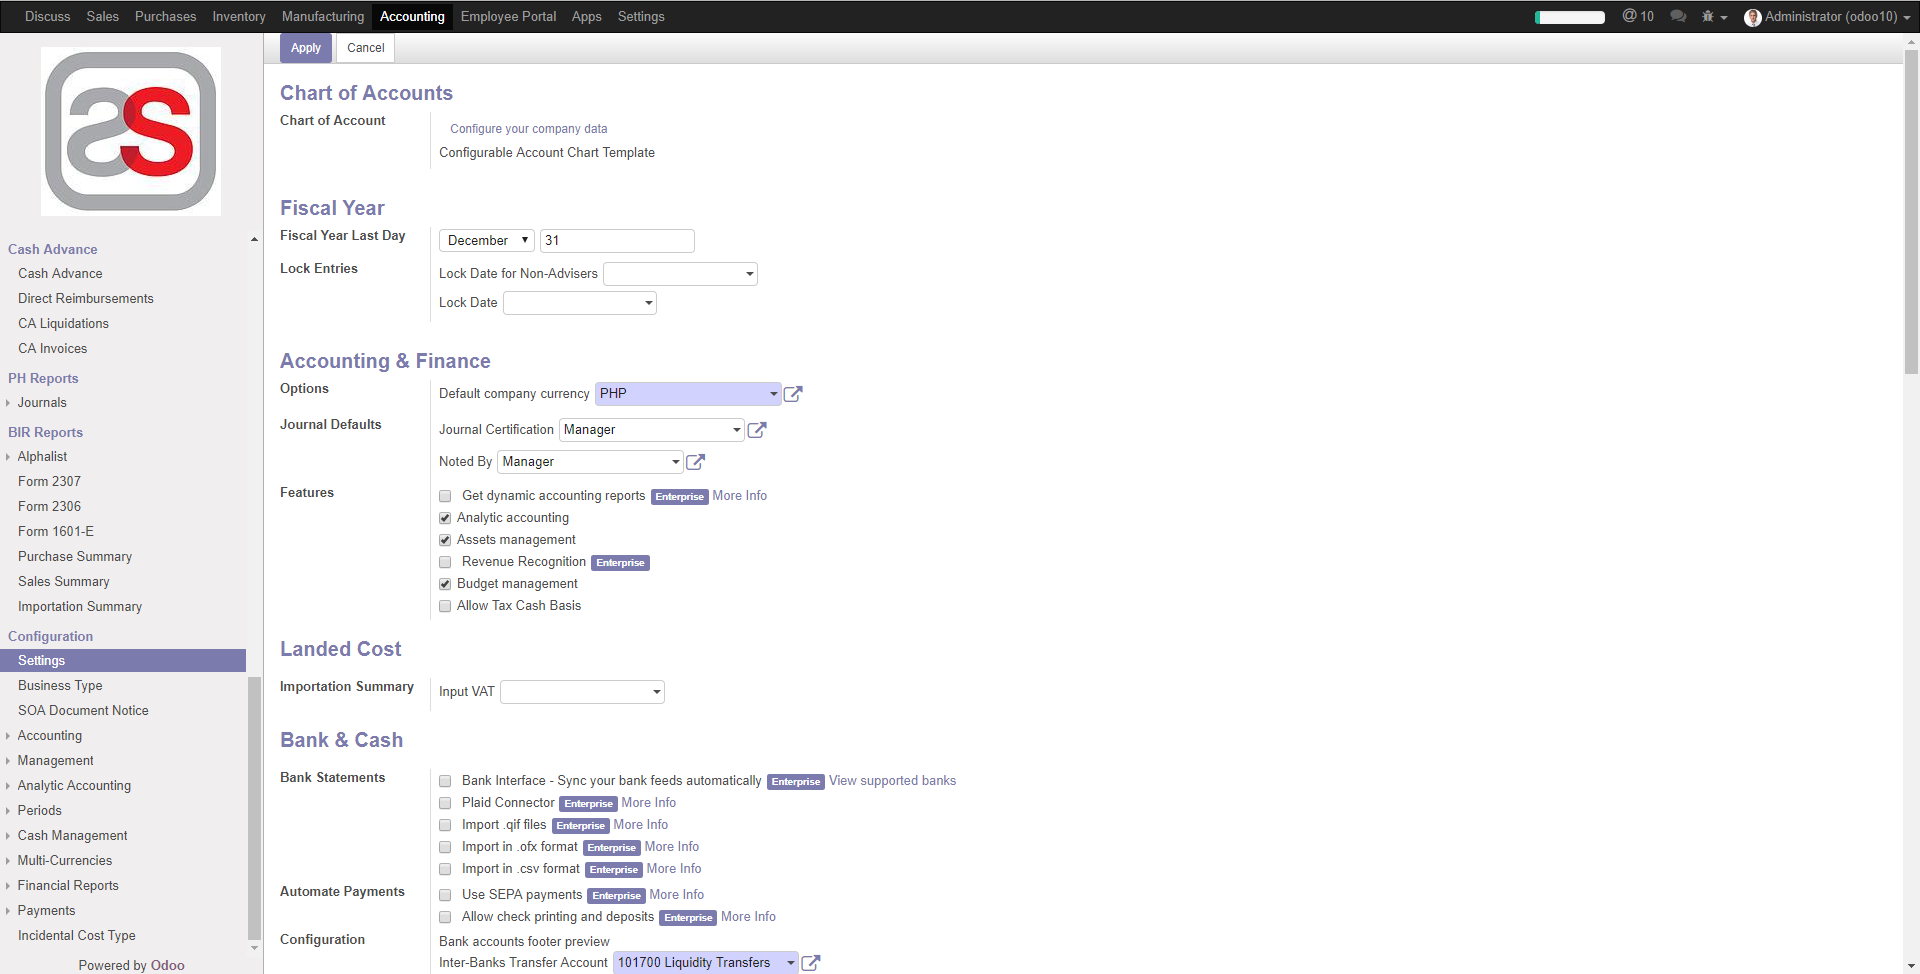 Discuss Sales Purchases Inventory Manufacturing Accounting Employee Portal Apps Settings @ 10 Administrator (odoo10)
Apply Cancel
SS
Cash Advance
Cash Advance
Direct Reimbursements
CA Liquidations
CA Invoices
PH Reports
Journals
BIR Reports
Alphalist
Form 2307
Form 2306
Form 1601-E
Purchase Summary
Sales Summary
Importation Summary
Configuration
Settings
Business Type
SOA Document Notice
Accounting
Management
Analytic Accounting
Periods
Cash Management
Multi-Currencies
Financial Reports
Payments
Incidental Cost Type
Powered by Odoo
Chart of Accounts
Chart of Account
Configure your company data
Configurable Account Chart Template
Fiscal Year
Fiscal Year Last Day December 31
Lock Entries Lock Date for Non-Advisers
Lock Date
Accounting & Finance
Options Default company currency PHP
Journal Defaults Journal Certification Manager
Noted By Manager
Features Get dynamic accounting reports Enterprise More Info
Analytic accounting
Assets management
Revenue Recognition Enterprise
Budget management
Allow Tax Cash Basis
Landed Cost
Importation Summary Input VAT
Bank & Cash
Bank Statements Bank Interface - Sync your bank feeds automatically Enterprise View supported banks
Plaid Connector Enterprise More Info
Import .qif files Enterprise More Info
Import in .ofx format Enterprise More Info
Import in .csv format Enterprise More Info
Automate Payments Use SEPA payments Enterprise More Info
Allow check printing and deposits Enterprise More Info
Configuration Bank accounts footer preview
Inter-Banks Transfer Account 101700 Liquidity Transfers